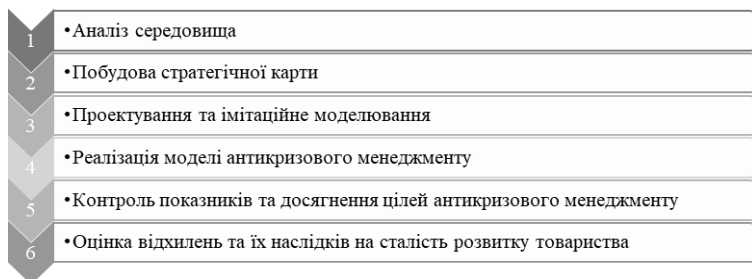 1 •Аналіз середовища
2 •Побудова стратегічної карти
3 •Проектування та імітаційне моделювання
4 •Реалізація моделі антикризового менеджменту
5 •Контроль показників та досягнення цілей антикризового менеджменту
6 •Оцінка відхилень та їх наслідків на сталість розвитку товариства